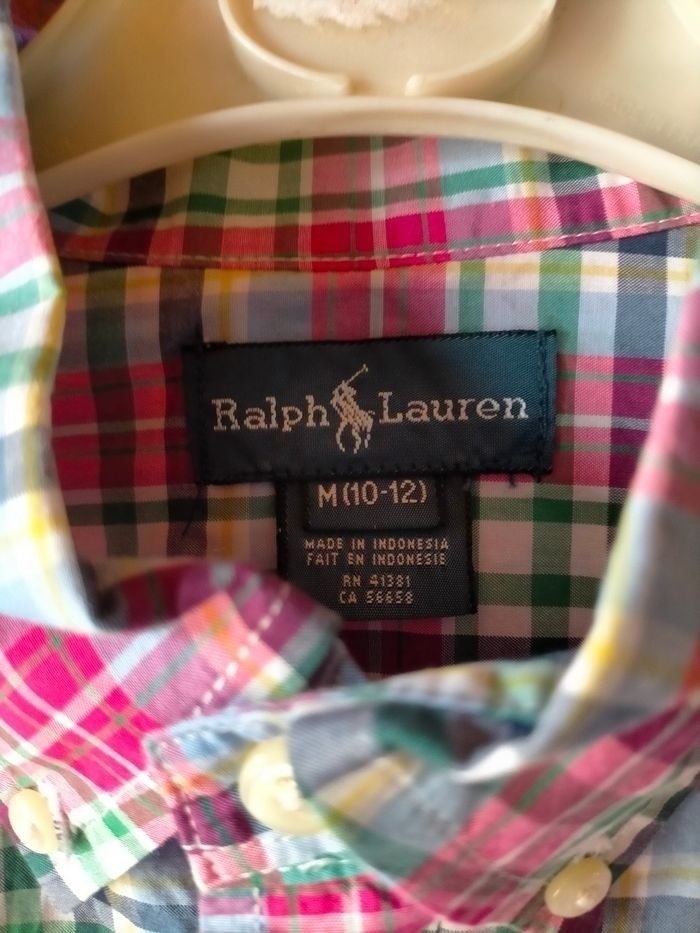 Ralph Lauren
M (10-12)
MADE IN INDONESIA
FAIT EN INDONESIE
RN 41381
CA 56658